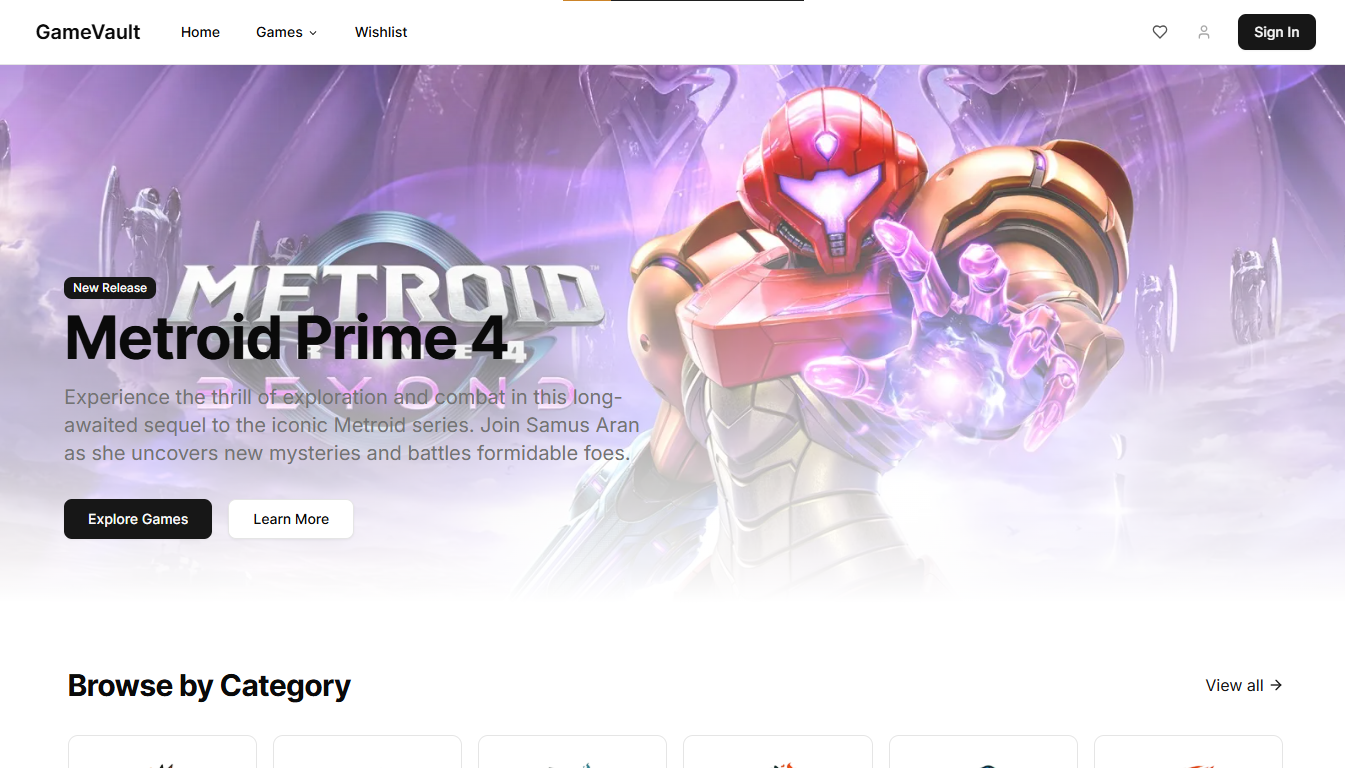 GameVault
Home
Games
Wishlist
Sign In
METROID
™
New Release
Metroid Prime 4
4
BEYOND
Experience the thrill of exploration and combat in this long-
awaited sequel to the iconic Metroid series. Join Samus Aran
as she uncovers new mysteries and battles formidable foes.
Explore Games
Learn More
Browse by Category
View all